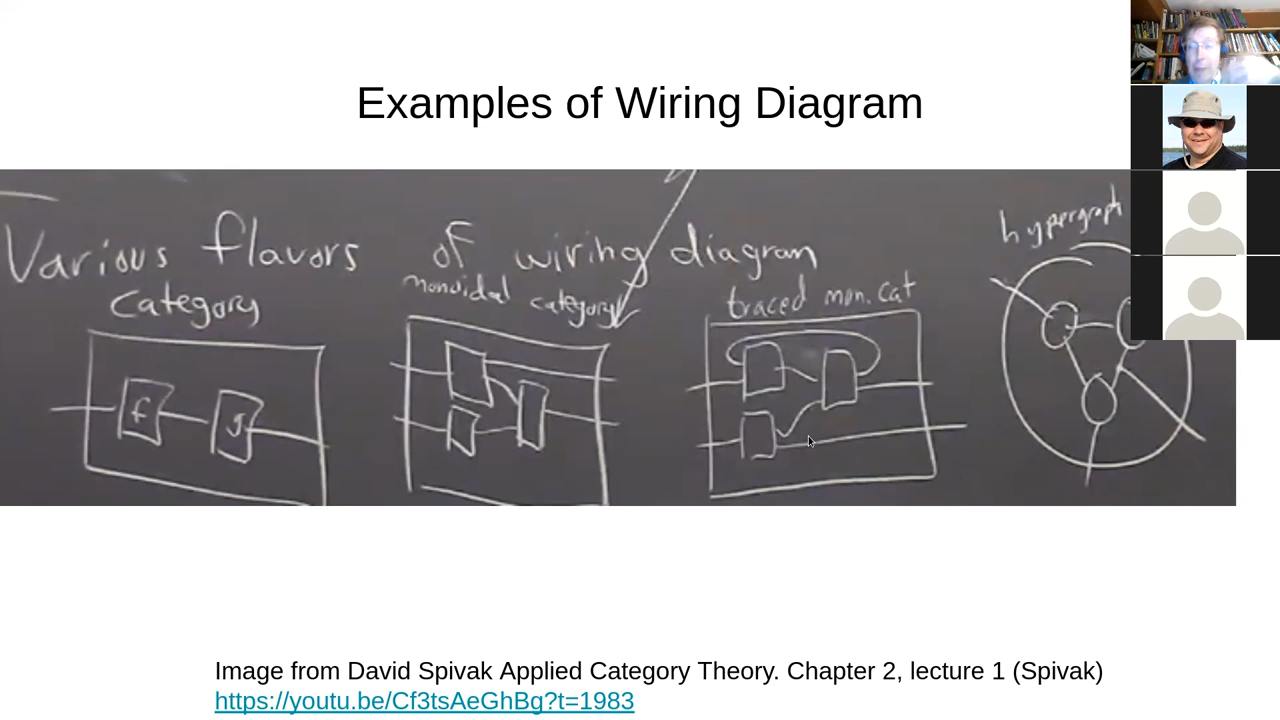 Examples of Wiring Diagram
Various flavors of wiring diagram
category
monoidal category
traced mon. cat
hypergraph
f
g
Image from David Spivak Applied Category Theory. Chapter 2, lecture 1 (Spivak)
https://youtu.be/Cf3tsAeGhBg?t=1983